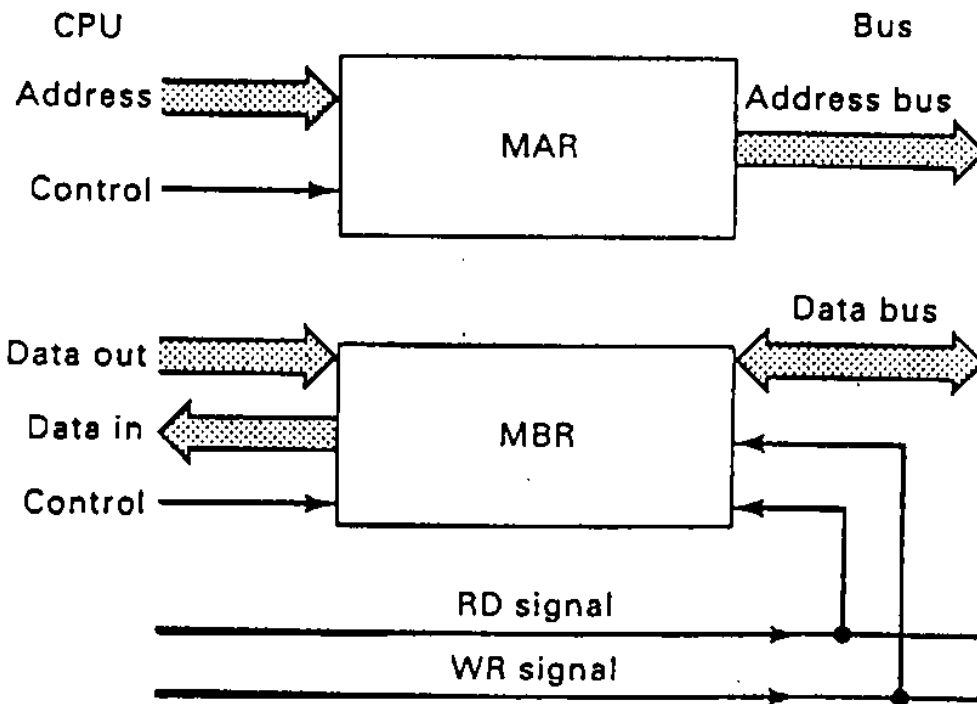 CPU
Bus
Address
MAR
Address bus
Control
Data bus
Data out
Data in
MBR
Control
RD signal
WR signal